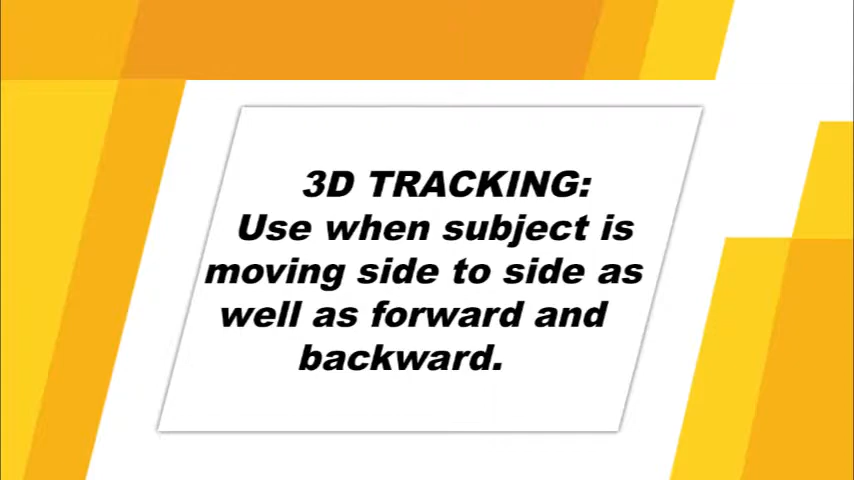 3D TRACKING:
Use when subject is
moving side to side as
well as forward and
backward.